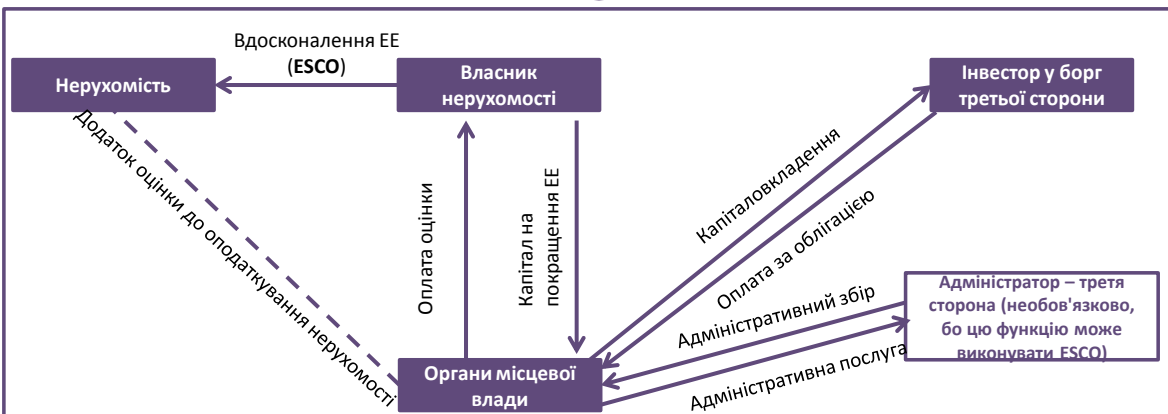 Вдосконалення ЕЕ
(ESCO)
Нерухомість
Власник
нерухомості
Інвестор у борг
третьої сторони
Додаток оцінки до оподаткування нерухомості
Оплата оцінки
Капітал на
покращення ЕЕ
Капіталовкладення
Оплата за облігацією
Адміністративний збір
Адміністративна послуга
Адміністратор – третя
сторона (необов'язково,
бо цю функцію може
виконувати ESCO)
Органи місцевої
влади